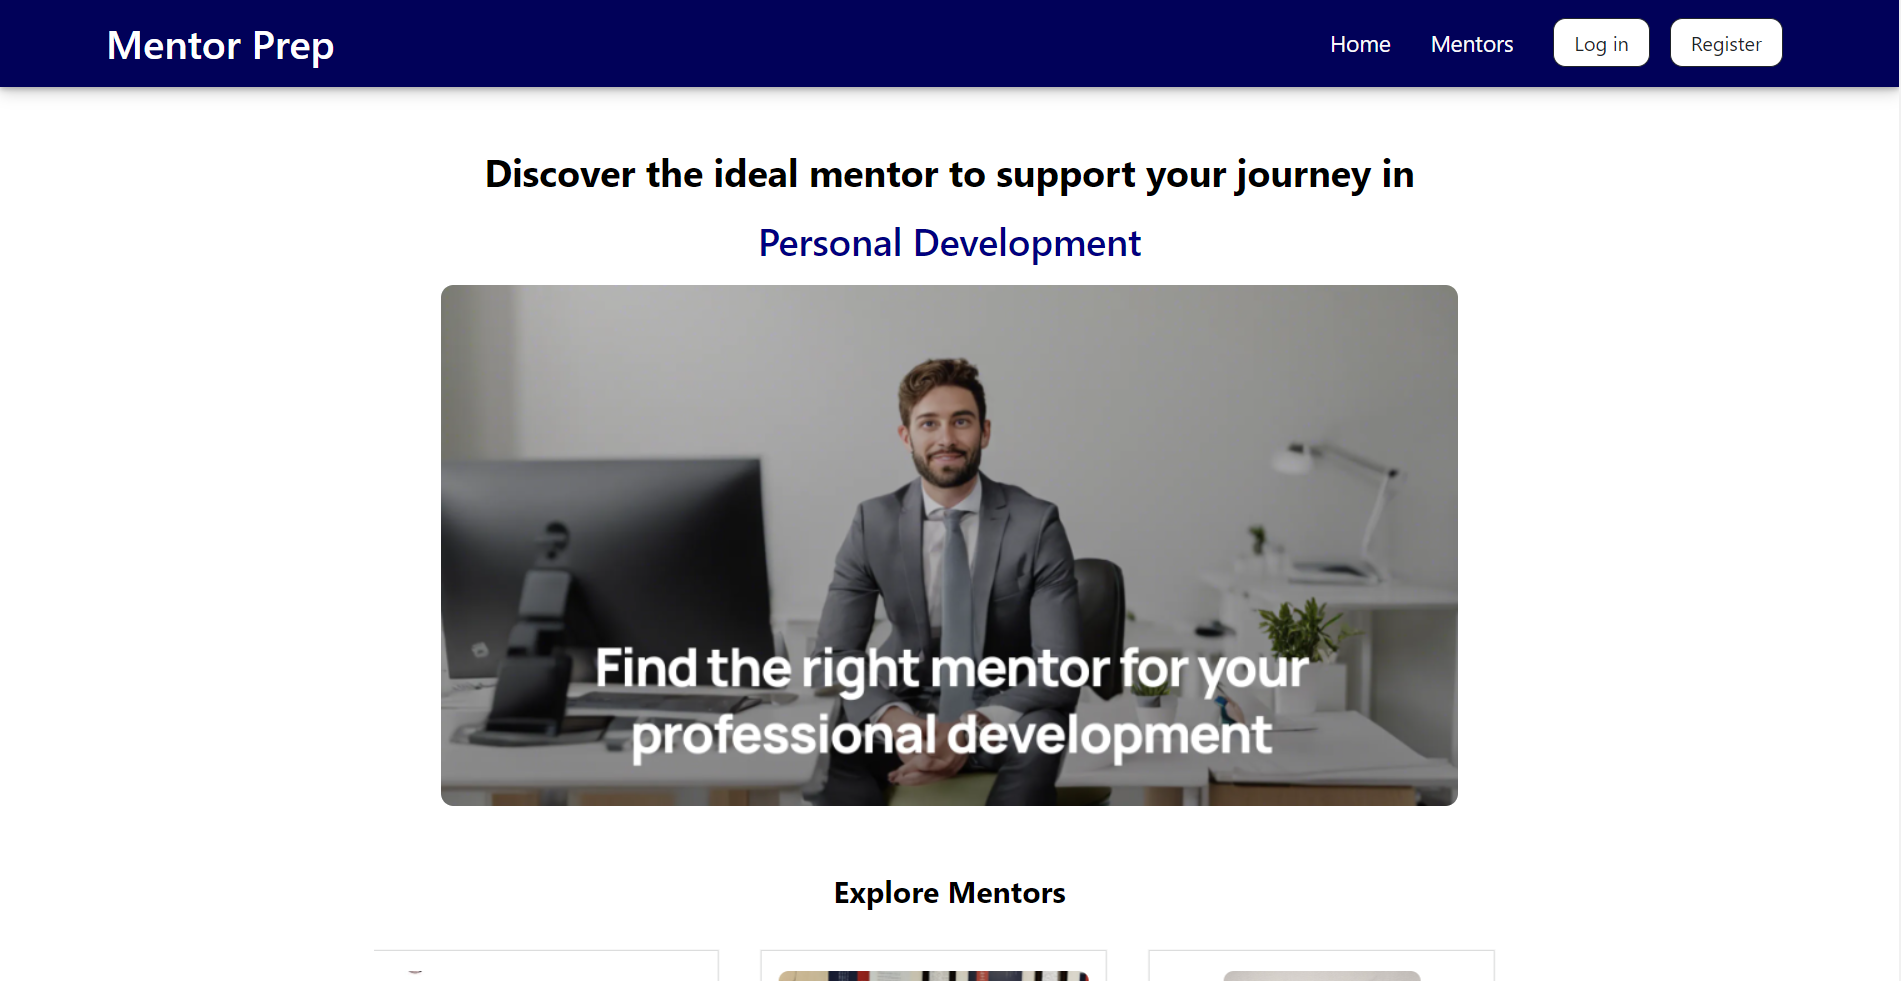 Mentor Prep
Home
Mentors
Log in
Register
Discover the ideal mentor to support your journey in
Personal Development
Find the right mentor for your
professional development
Explore Mentors